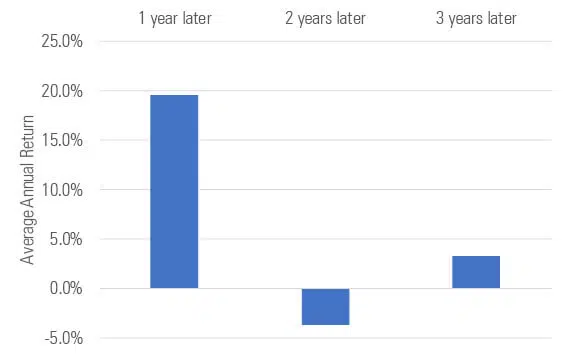 1 year later
2 years later
3 years later
Average Annual Return
25.0%
20.0%
15.0%
10.0%
5.0%
0.0%
-5.0%